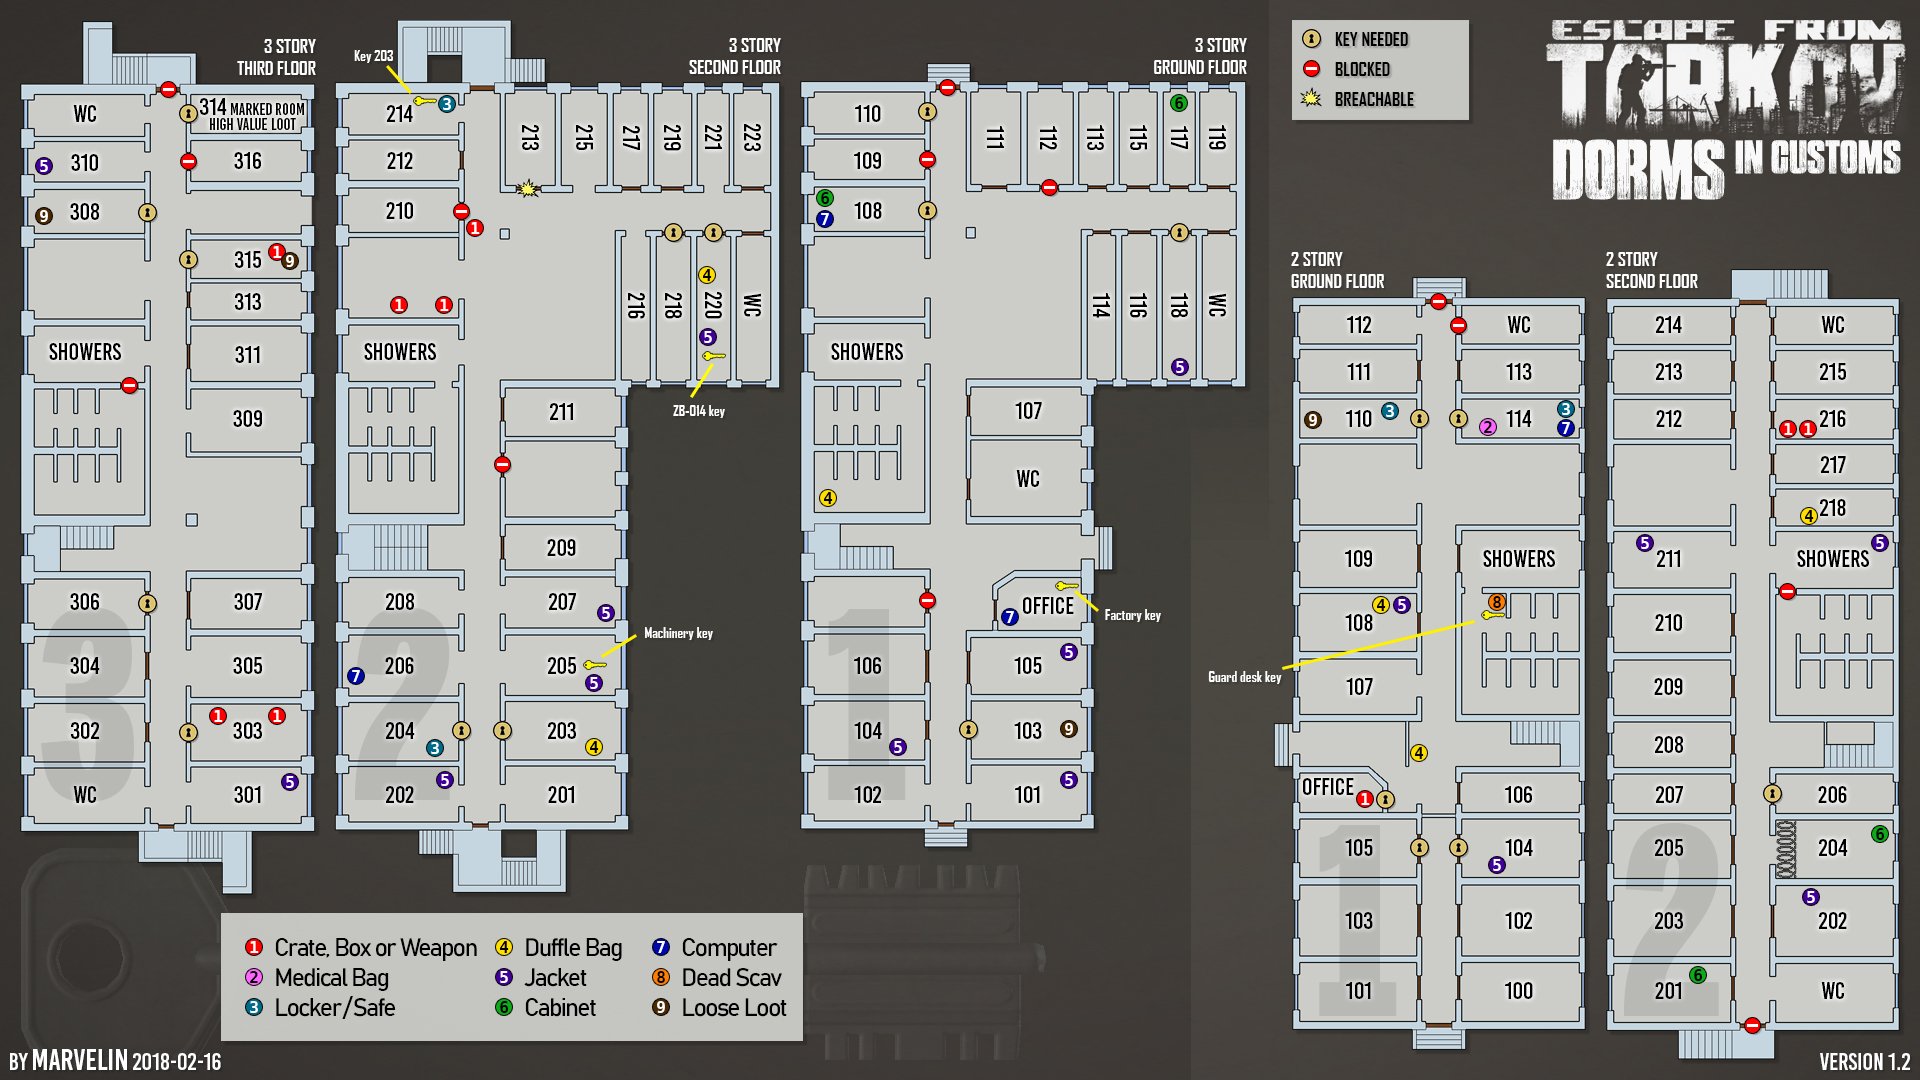 3 STORY
THIRD FLOOR
WC
314 MARKED ROOM
HIGH VALUE LOOT
5
310
316
9
308
315
1
9
313
SHOWERS
311
309
306
307
304
305
302
1
1
303
WC
301
5
3
3 STORY
SECOND FLOOR
Key 203
214
3
212
210
1
213
215
217
219
221
223
1
1
216
218
4
220
5
WC
ZB-014 key
SHOWERS
211
209
208
207
5
Machinery key
7
206
205
5
204
3
203
4
202
5
201
2
3 STORY
GROUND FLOOR
110
109
6
7
108
111
112
113
115
6
117
119
114
116
118
5
WC
SHOWERS
4
107
WC
7
OFFICE
Factory key
106
105
5
104
5
103
9
102
101
5
1
KEY NEEDED
BLOCKED
BREACHABLE
ESCAPE FROM
TARKOV
DORMS IN CUSTOMS
2 STORY
GROUND FLOOR
112
WC
111
113
9
110
3
2
114
3
7
109
SHOWERS
4
5
108
8
Guard desk key
107
4
OFFICE
1
106
105
104
5
103
102
101
100
1
2 STORY
SECOND FLOOR
214
WC
213
215
212
1
1
216
217
4
218
5
211
SHOWERS
5
210
209
208
207
206
205
204
6
203
5
202
6
201
WC
2
1 Crate, Box or Weapon
2 Medical Bag
3 Locker/Safe
4 Duffle Bag
5 Jacket
6 Cabinet
7 Computer
8 Dead Scav
9 Loose Loot
BY MARVELIN 2018-02-16
VERSION 1.2